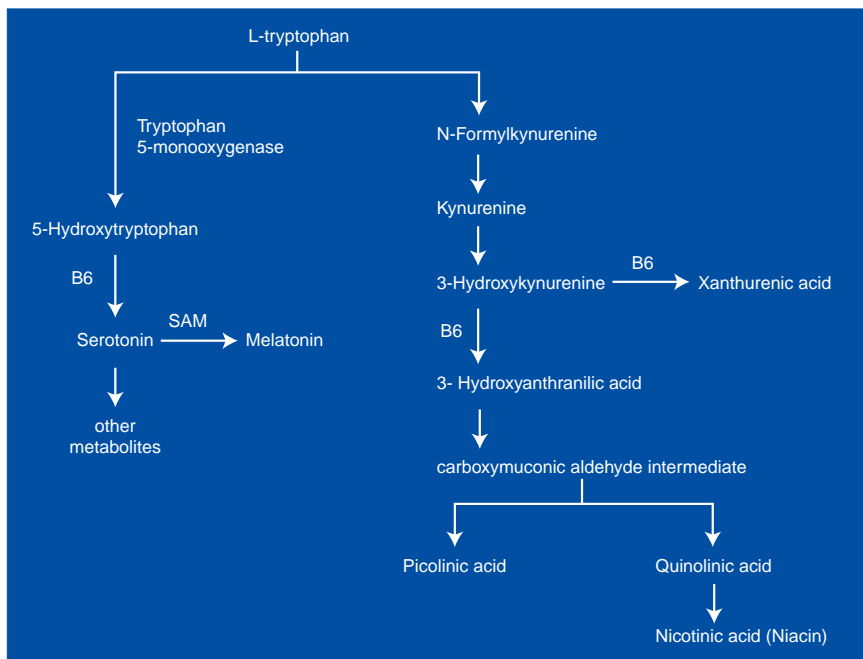 L-tryptophan
Tryptophan
5-monooxygenase
N-Formylkynurenine
Kynurenine
5-Hydroxytryptophan
B6
3-Hydroxykynurenine
B6
Xanthurenic acid
SAM
Serotonin
Melatonin
B6
3- Hydroxyanthranilic acid
other
metabolites
carboxymuconic aldehyde intermediate
Picolinic acid
Quinolinic acid
Nicotinic acid (Niacin)